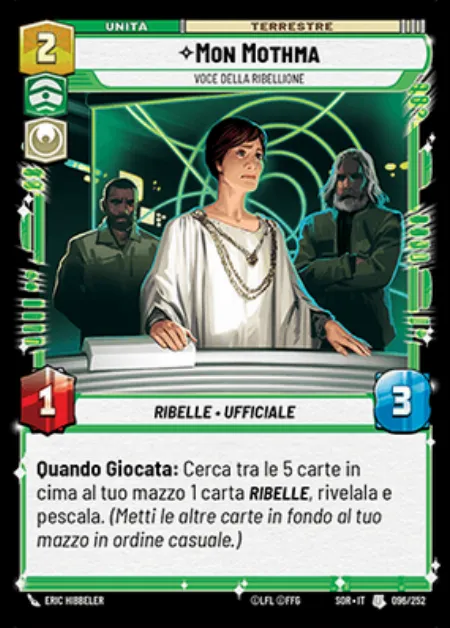 UNITÀ
TERRESTRE
2
MON MOTHMA
VOCE DELLA RIBELLIONE
1
3
RIBELLE • UFFICIALE
Quando Giocata: Cerca tra le 5 carte in
cima al tuo mazzo 1 carta RIBELLE, rivelala e
pescala. (Metti le altre carte in fondo al tuo
mazzo in ordine casuale.)
ERIC HIBBELER
©LFL ©FFG
SOR • IT
096/252